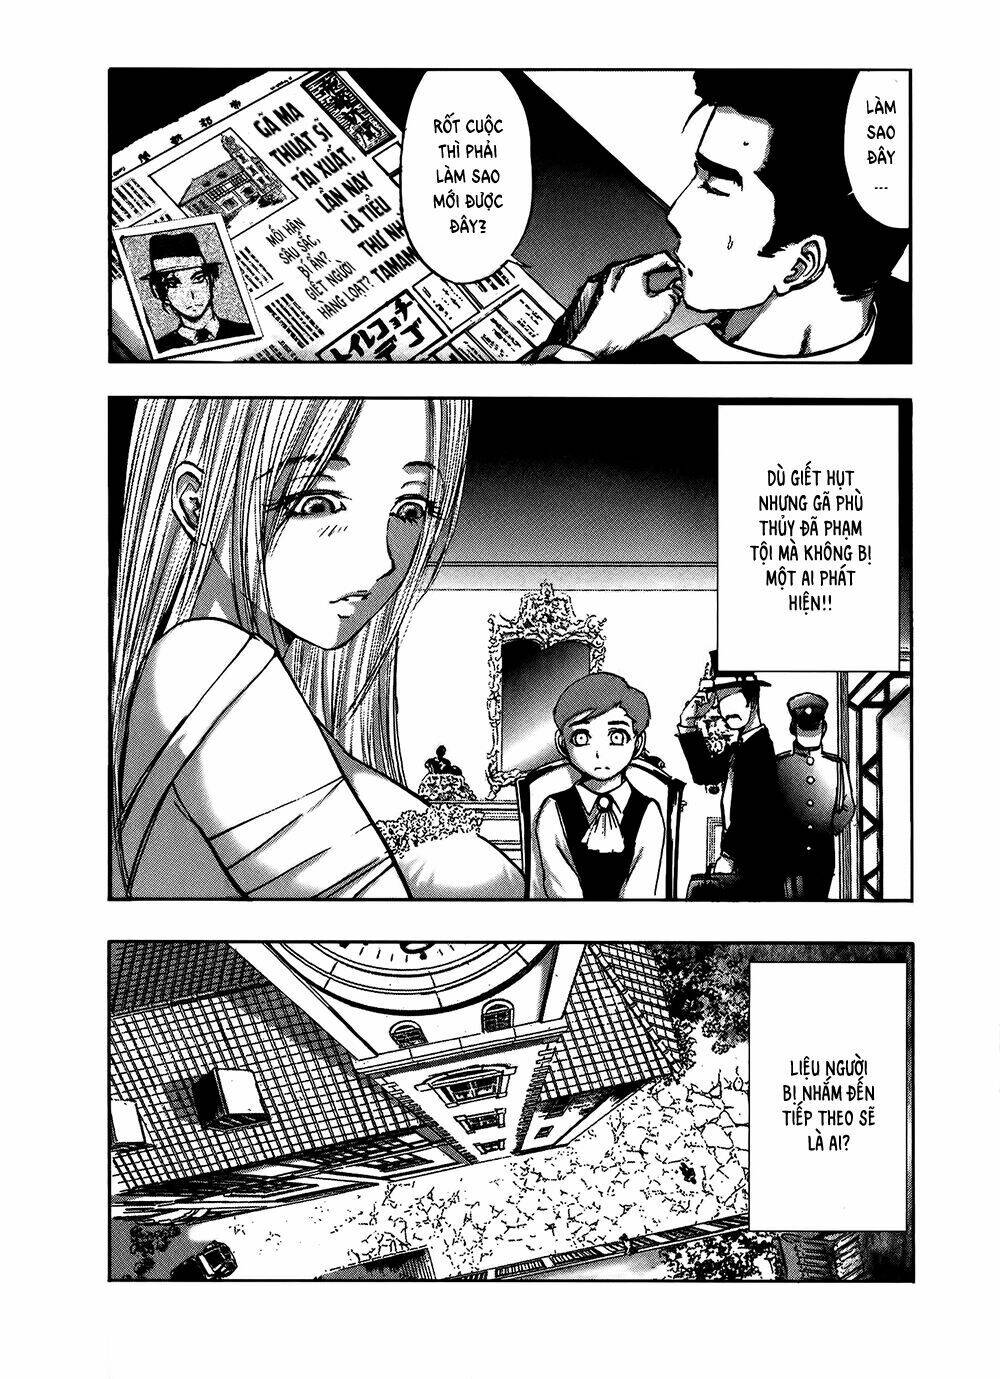 LÀM
SAO
ĐÂY
...
RỐT CUỘC
THÌ PHẢI
LÀM SAO
MỚI ĐƯỢC
ĐÂY?
GÃ MA
THUẬT SĨ
TÁI XUẤT.
LẦN NÀY
LÀ TIỂU
THƯ NHÀ
TAMAM
MỐI HẬN
SÂU SẮC,
BÍ ẨN?
GIẾT NGƯỜI
HÀNG LOẠT?
DÙ GIẾT HỤT
NHƯNG GÃ PHÙ
THỦY ĐÃ PHẠM
TỘI MÀ KHÔNG BỊ
MỘT AI PHÁT
HIỆN!!
LIỆU NGƯỜI
BỊ NHẮM ĐẾN
TIẾP THEO SẼ
LÀ AI?